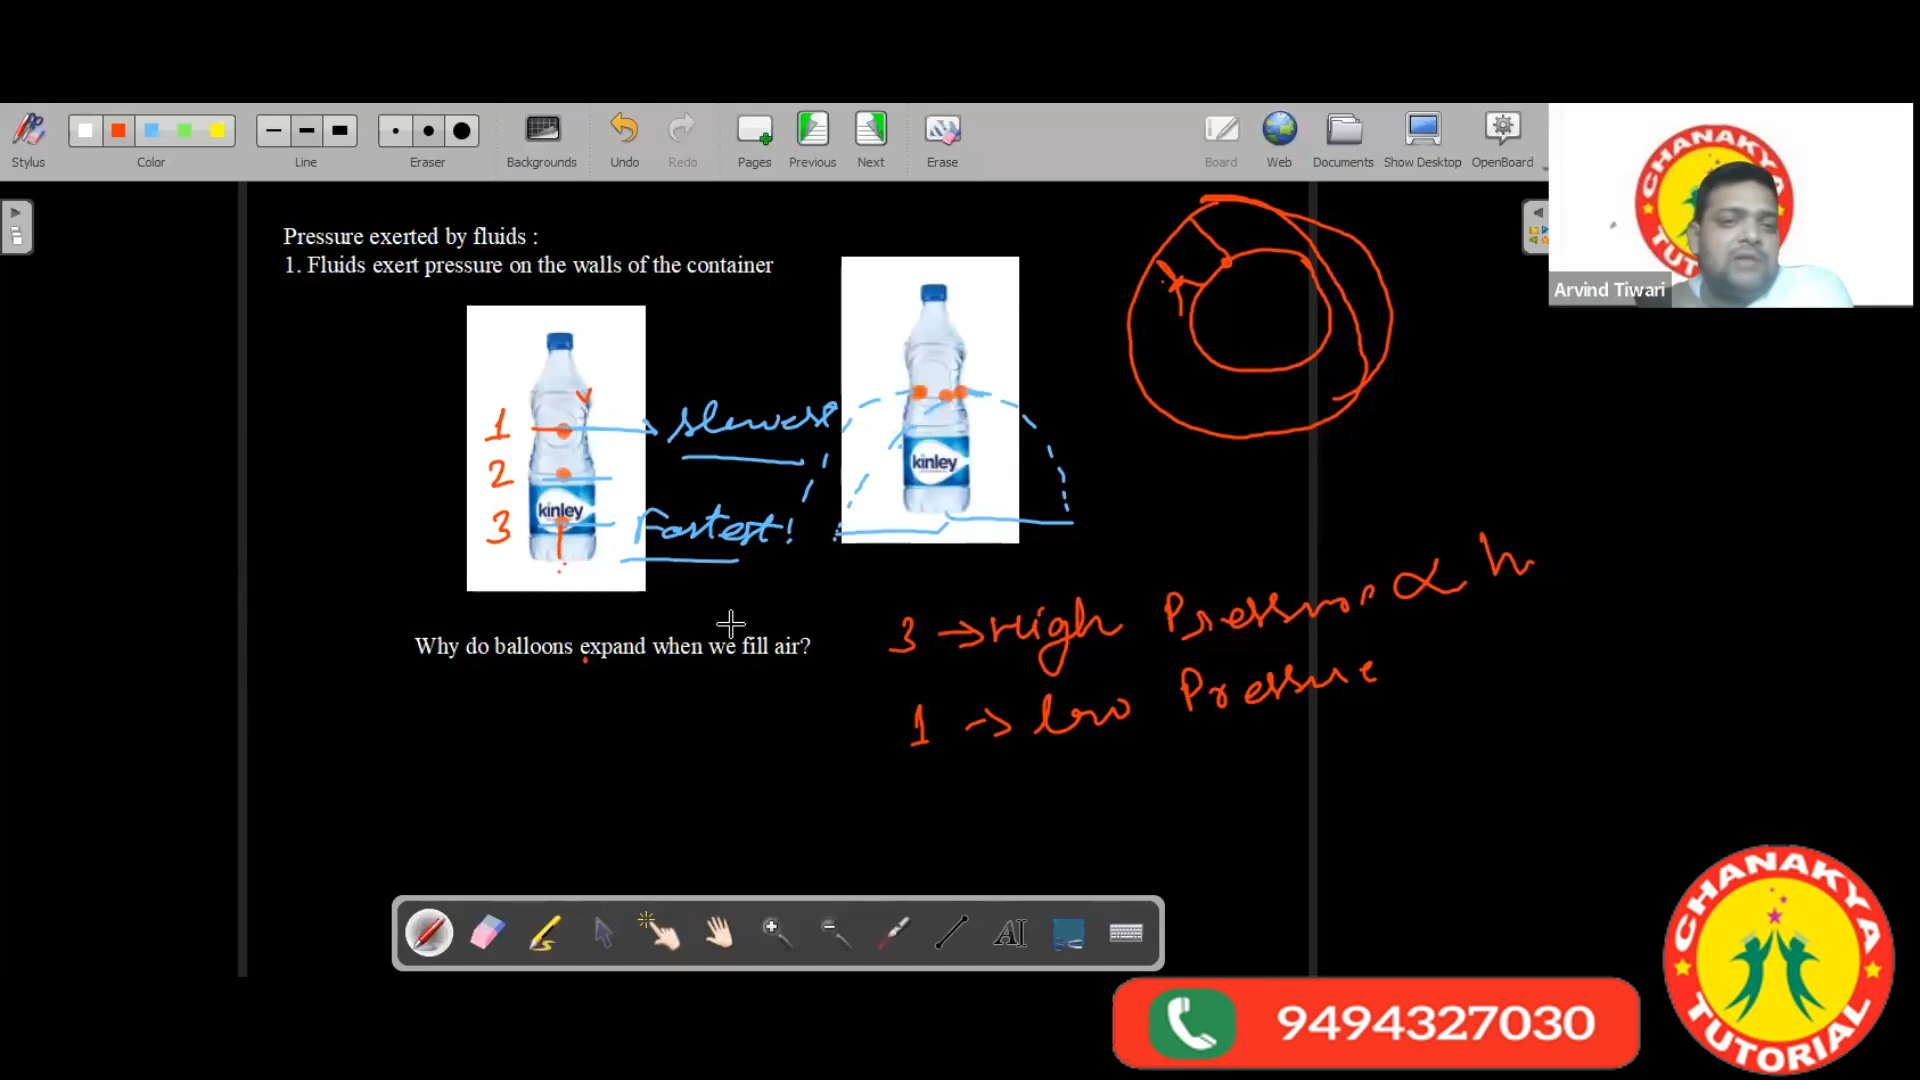 Stylus
Color
Line
Eraser
Backgrounds
Undo
Redo
Pages
Previous
Next
Erase
Board
Web
Documents
Show Desktop
OpenBoard
CHANAKYA
TUTORIAL
Arvind Tiwari
Pressure exerted by fluids :
1. Fluids exert pressure on the walls of the container
1
slowest
2
3
Fastest!
kinley
kinley
3 → High Pressure ∝ h
1 → low Pressure
Why do balloons expand when we fill air?
AI
9494327030
CHANAKYA
TUTORIAL